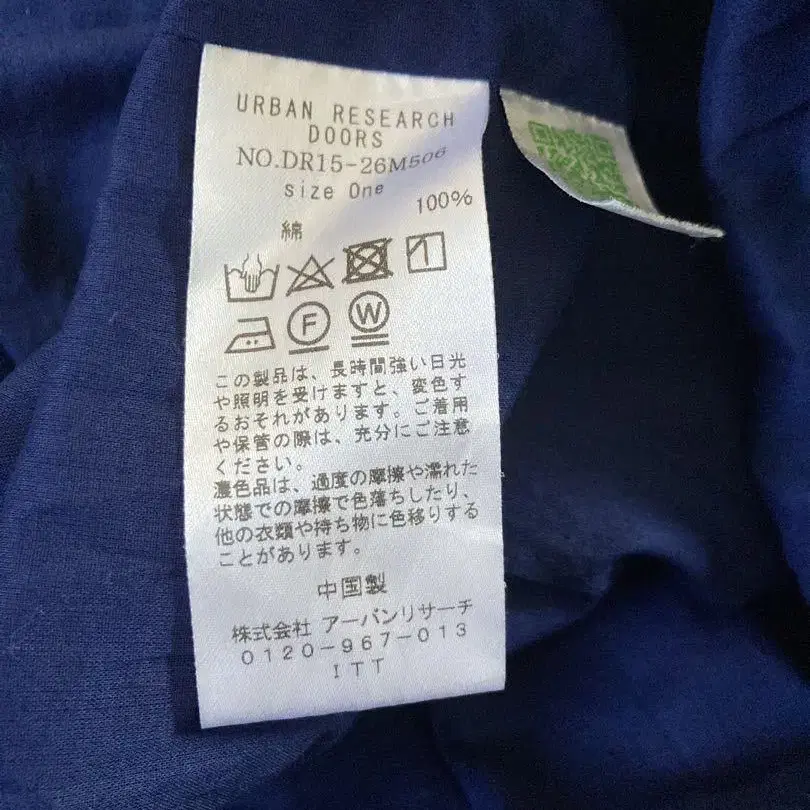 URBAN RESEARCH
DOORS
NO.DR15-26M506
size One
綿 100%
1
F W
この製品は、長時間強い日光
や照明を受けますと、変色す
るおそれがあります。ご着用
や保管の際は、充分にご注意
ください。
濃色品は、過度の摩擦や濡れた
状態での摩擦で色落ちしたり、
他の衣類や持ち物に色移りする
ことがあります。
中国製
株式会社 アーバンリサーチ
0120-967-013
ITT